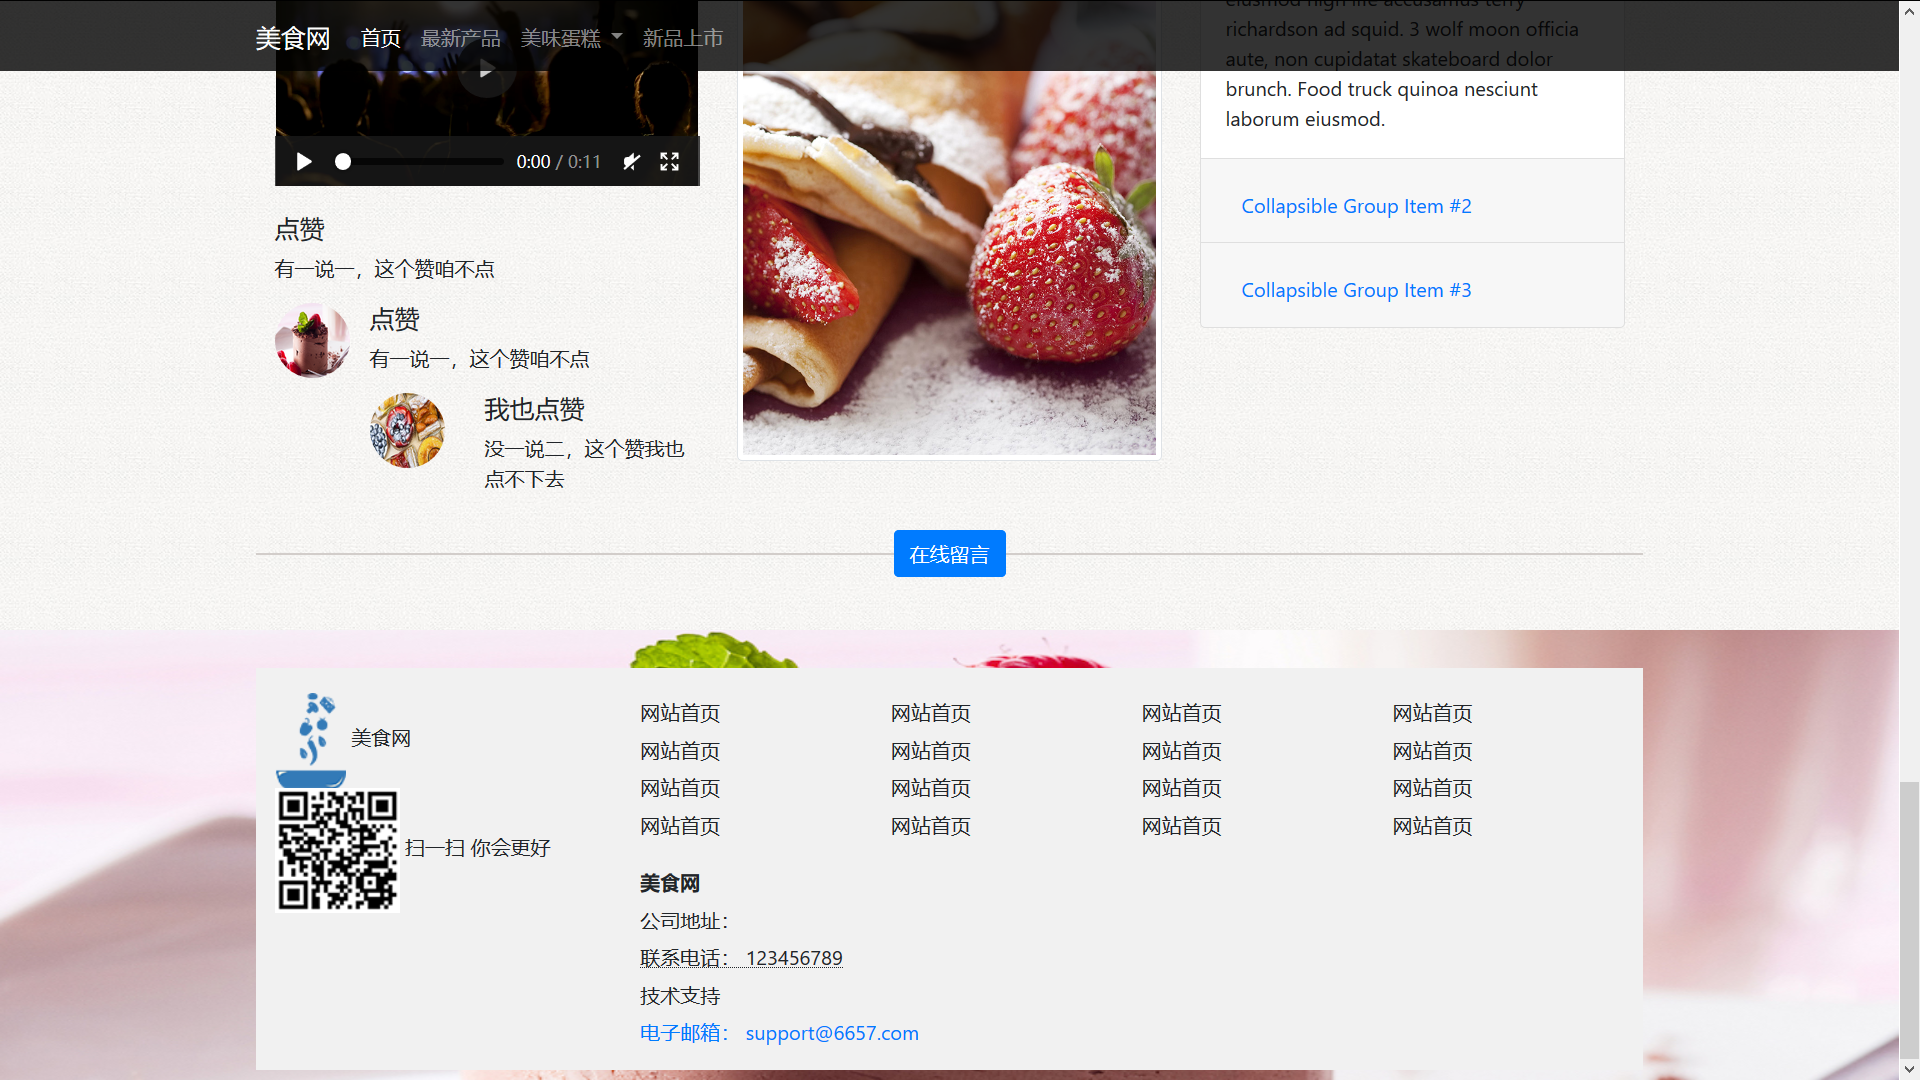 美食网 首页 最新产品 美味蛋糕 新品上市
0:00 / 0:11
点赞
有一说一，这个赞咱不点
点赞
有一说一，这个赞咱不点
我也点赞
没一说二，这个赞我也
点不下去
eiusmod high life accusamus terry
richardson ad squid. 3 wolf moon officia
aute, non cupidatat skateboard dolor
brunch. Food truck quinoa nesciunt
laborum eiusmod.
Collapsible Group Item #2
Collapsible Group Item #3
在线留言
美食网
扫一扫 你会更好
网站首页 网站首页 网站首页 网站首页
网站首页 网站首页 网站首页 网站首页
网站首页 网站首页 网站首页 网站首页
网站首页 网站首页 网站首页 网站首页
美食网
公司地址：
联系电话： 123456789
技术支持
电子邮箱： support@6657.com